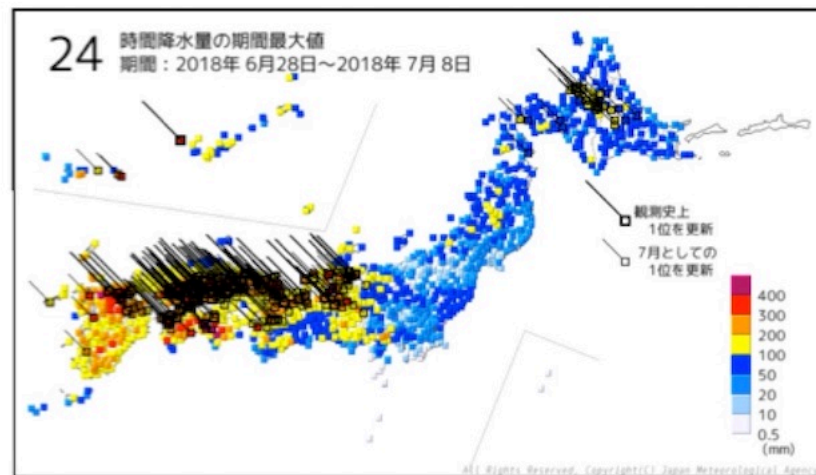 24 時間降水量の期間最大値
期間：2018年 6月28日～2018年 7月 8日
観測史上
1位を更新
7月としての
1位を更新
400
300
200
100
50
20
10
0.5
(mm)
All Rights Reserved, Copyright(C) Japan Meteorological Agency